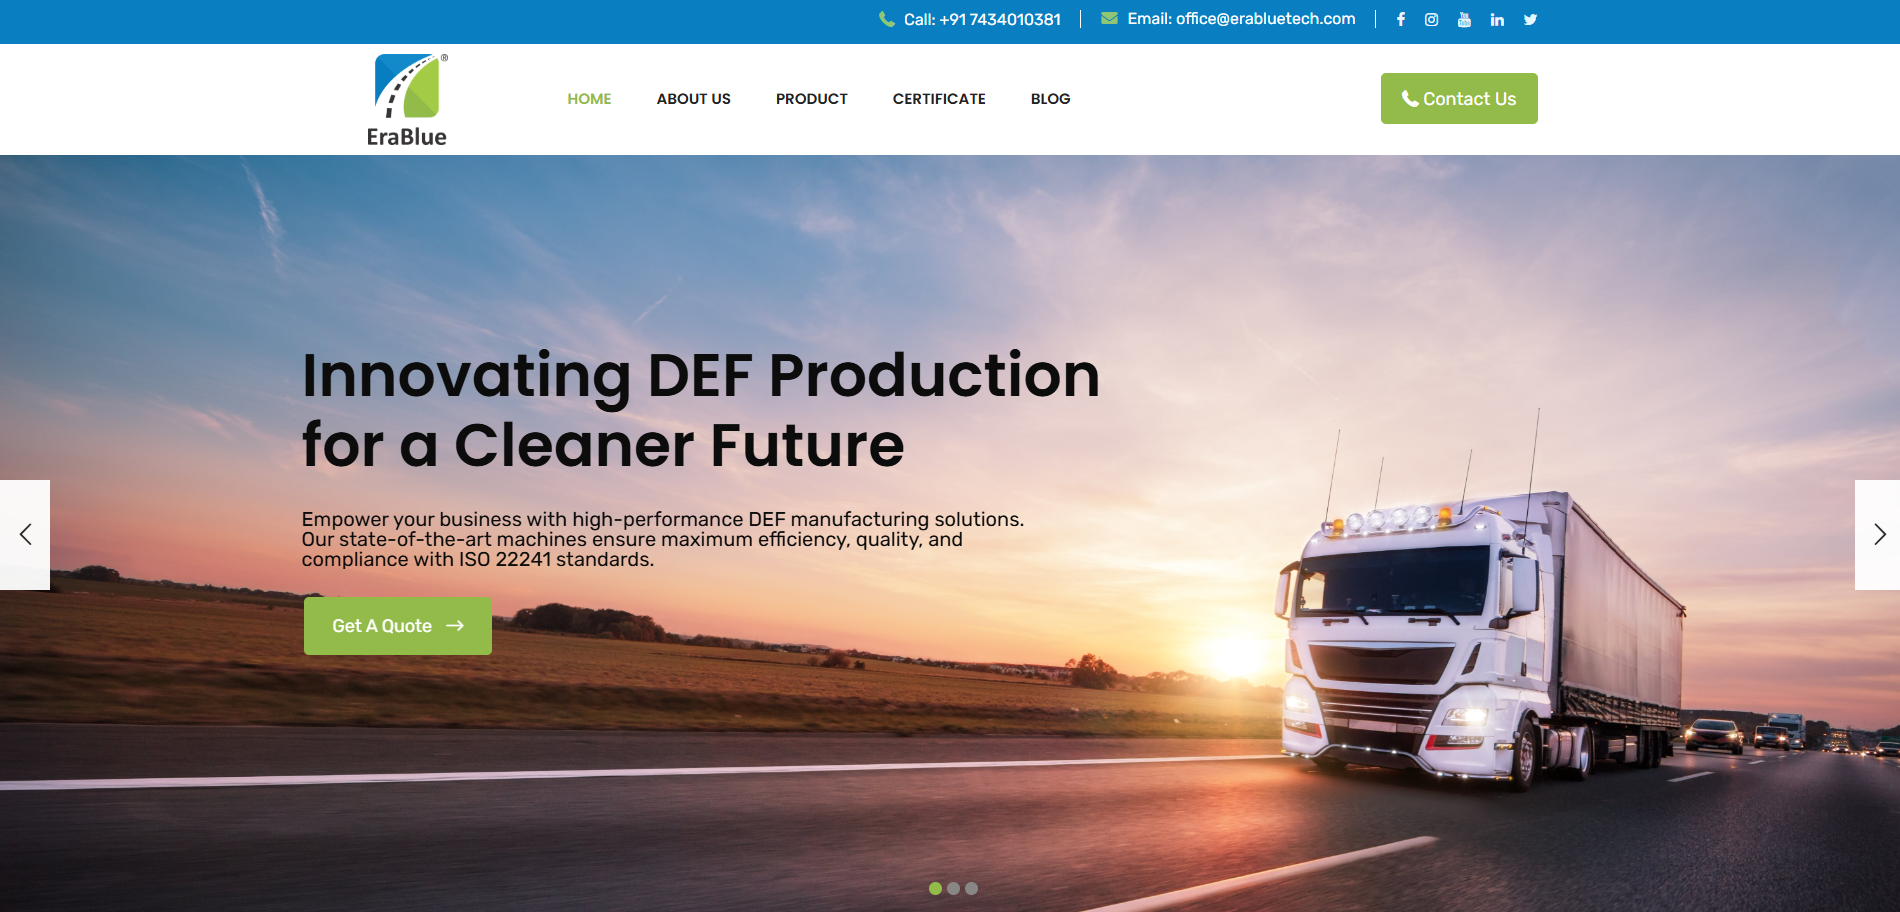 Call: +91 7434010381
Email: office@erabluetech.com
You
Tube
®
EraBlue
HOME
ABOUT US
PRODUCT
CERTIFICATE
BLOG
Contact Us
Innovating DEF Production
for a Cleaner Future
Empower your business with high-performance DEF manufacturing solutions.
Our state-of-the-art machines ensure maximum efficiency, quality, and
compliance with ISO 22241 standards.
Get A Quote